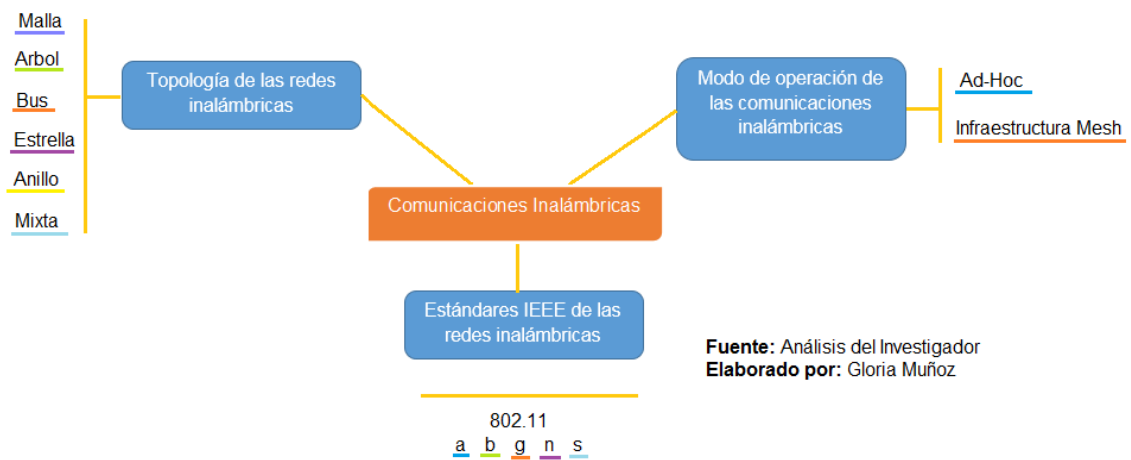 Malla
Arbol
Bus
Estrella
Anillo
Mixta
Topología de las redes
inalámbricas
Modo de operación de
las comunicaciones
inalámbricas
Ad-Hoc
Infraestructura Mesh
Comunicaciones Inalámbricas
Estándares IEEE de las
redes inalámbricas
802.11
a b g n s
Fuente: Análisis del Investigador
Elaborado por: Gloria Muñoz